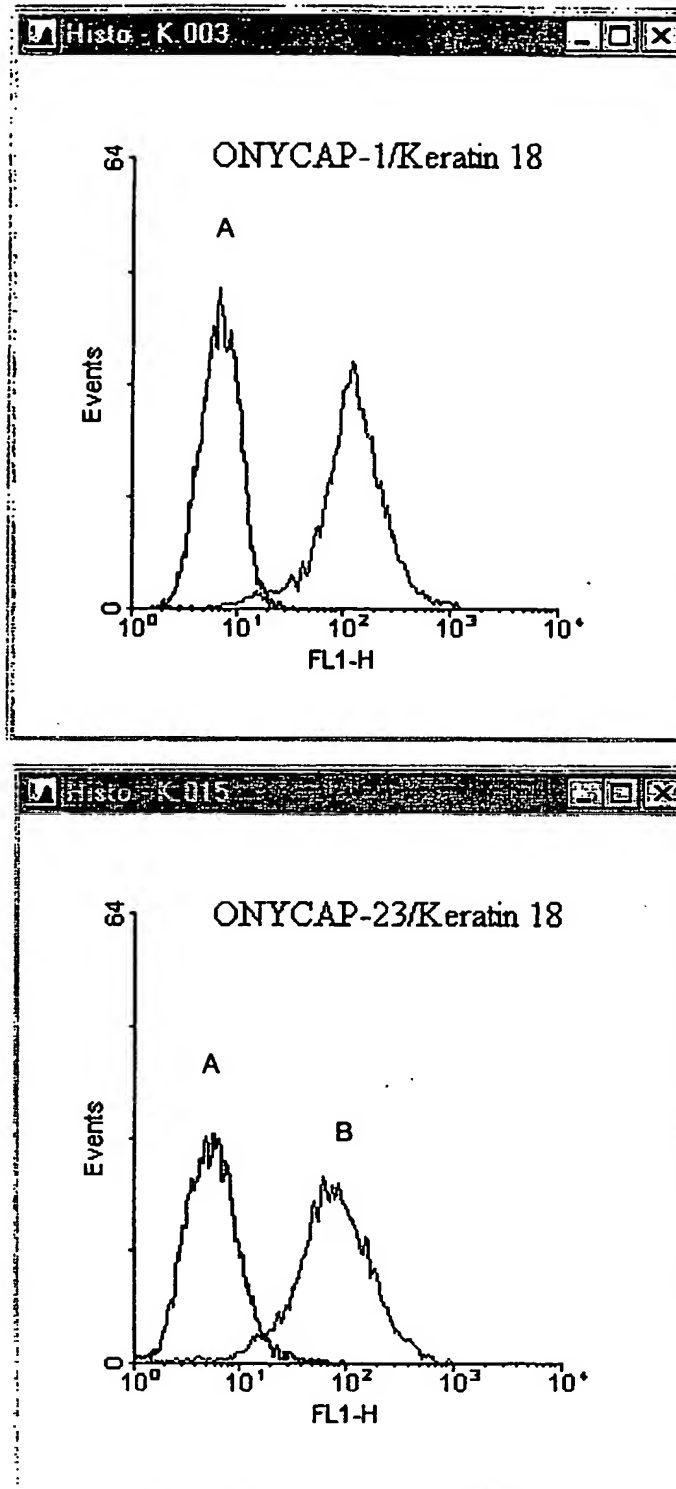 Histo - K.003
ONYCAP-1/Keratin 18
64
A
Events
0
10⁰ 10¹ 10² 10³ 10⁴
FL1-H
Histo - K.015
ONYCAP-23/Keratin 18
64
A
B
Events
0
10⁰ 10¹ 10² 10³ 10⁴
FL1-H